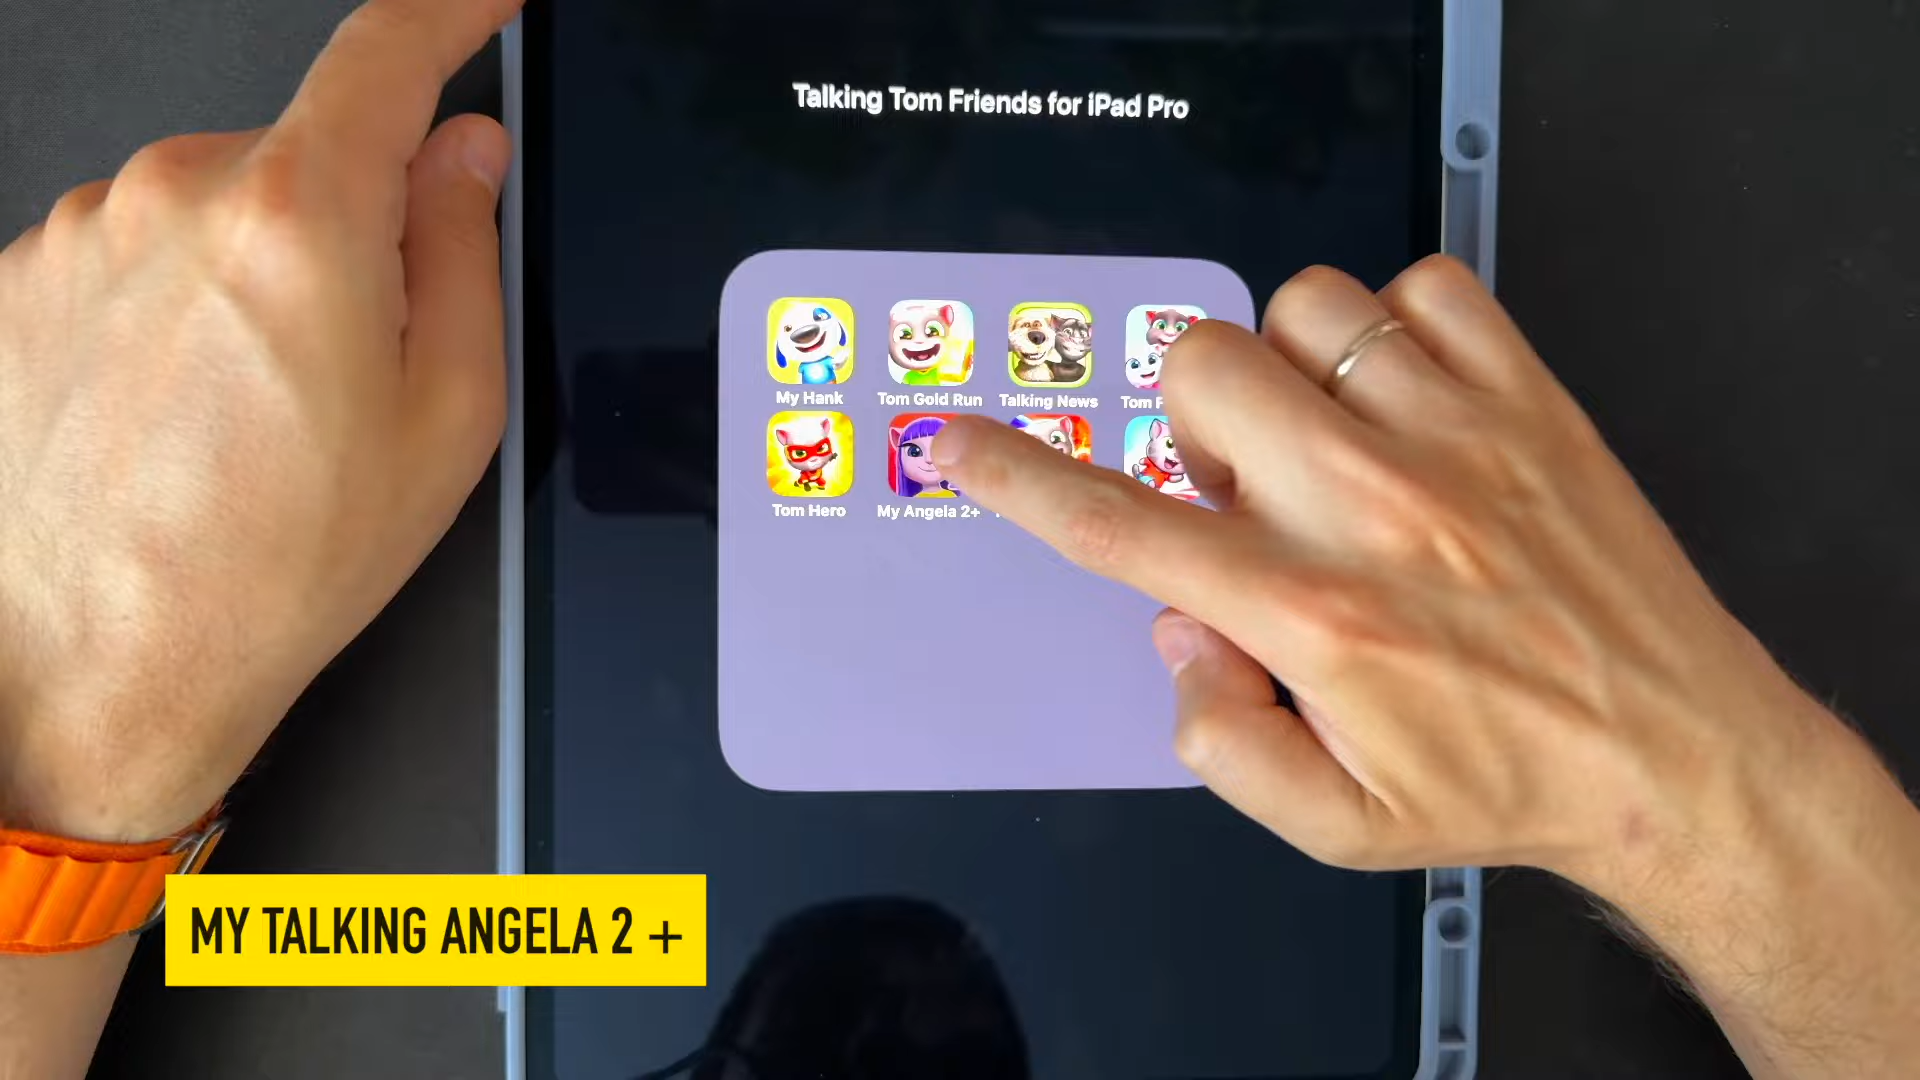 Talking Tom Friends for iPad Pro
My Hank
Tom Gold Run
Talking News
Tom
Tom Hero
My Angela 2+
MY TALKING ANGELA 2 +